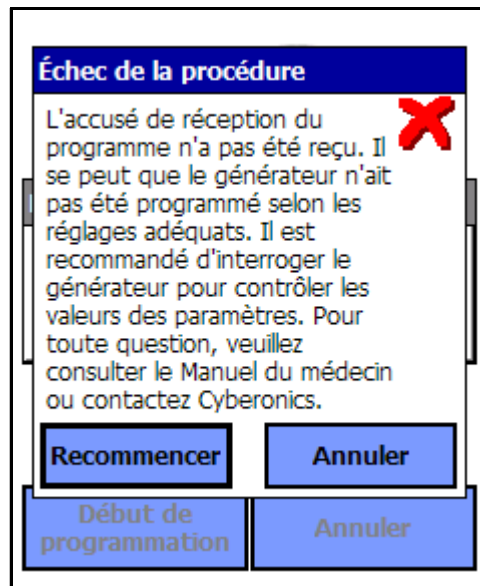 Échec de la procédure
L'accusé de réception du
programme n'a pas été reçu. Il
se peut que le générateur n'ait
pas été programmé selon les
réglages adéquats. Il est
recommandé d'interroger le
générateur pour contrôler les
valeurs des paramètres. Pour
toute question, veuillez
consulter le Manuel du médecin
ou contactez Cyberonics.
Recommencer Annuler
Début de
programmation Annuler